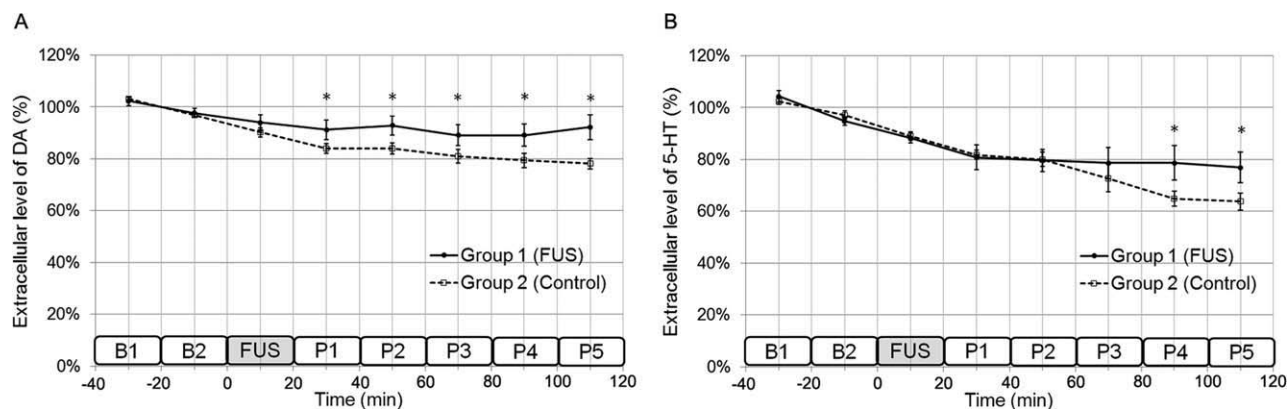 A
Extracellular level of DA (%)
120%
100%
80%
60%
40%
20%
0%
* * * * *
Group 1 (FUS)
Group 2 (Control)
B1 B2 FUS P1 P2 P3 P4 P5
-40 -20 0 20 40 60 80 100 120
Time (min)
B
Extracellular level of 5-HT (%)
120%
100%
80%
60%
40%
20%
0%
* *
Group 1 (FUS)
Group 2 (Control)
B1 B2 FUS P1 P2 P3 P4 P5
-40 -20 0 20 40 60 80 100 120
Time (min)